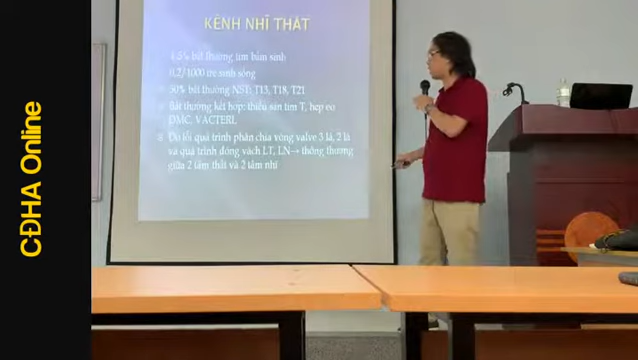 KÊNH NHĨ THẤT
1.5% bất thường tim bẩm sinh
0.2/1000 trẻ sinh sống
50% bất thường NST: T13, T18, T21
Bất thường kết hợp: thiểu sản tim T, hẹp eo
ĐMC, VACTERL
Do lỗi quá trình phân chia vòng valve 3 lá, 2 lá
và quá trình đóng vách LT, LN→ thông thương
giữa 2 tâm thất và 2 tâm nhĩ
CĐHA Online